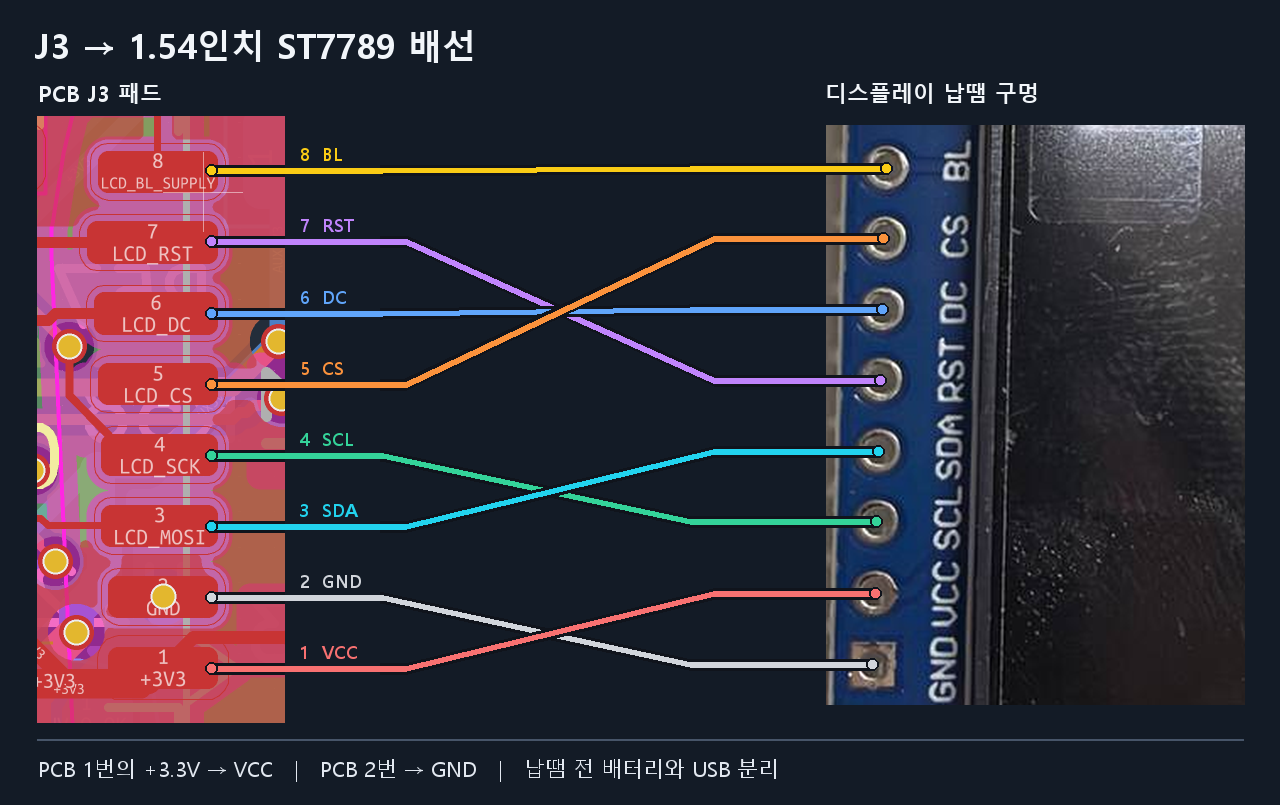 J3 → 1.54인치 ST7789 배선
PCB J3 패드
디스플레이 납땜 구멍
8
LCD_BL_SUPPLY
8 BL
BL
7
LCD_RST
7 RST
CS
6
LCD_DC
6 DC
DC
5
LCD_CS
5 CS
RST
4
LCD_SCK
4 SCL
SDA
3
LCD_MOSI
3 SDA
SCL
GND
2 GND
VCC
1
+3V3
1 VCC
GND
+3V3
+3V3
PCB 1번의 +3.3V → VCC | PCB 2번 → GND | 납땜 전 배터리와 USB 분리